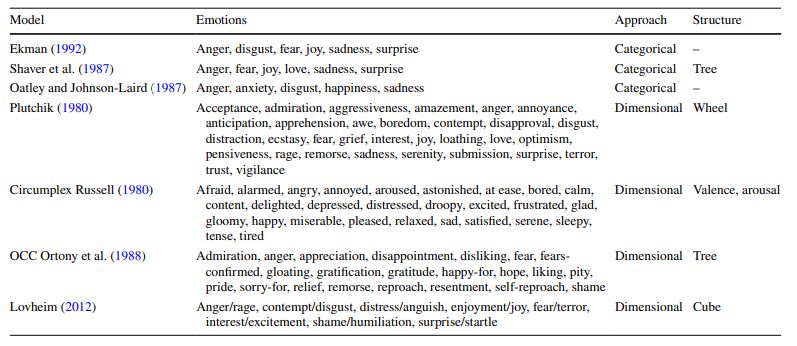 Model Emotions Approach Structure
Ekman (1992) Anger, disgust, fear, joy, sadness, surprise Categorical –
Shaver et al. (1987) Anger, fear, joy, love, sadness, surprise Categorical Tree
Oatley and Johnson-Laird (1987) Anger, anxiety, disgust, happiness, sadness Categorical –
Plutchik (1980) Acceptance, admiration, aggressiveness, amazement, anger, annoyance, Dimensional Wheel
anticipation, apprehension, awe, boredom, contempt, disapproval, disgust,
distraction, ecstasy, fear, grief, interest, joy, loathing, love, optimism,
pensiveness, rage, remorse, sadness, serenity, submission, surprise, terror,
trust, vigilance
Circumplex Russell (1980) Afraid, alarmed, angry, annoyed, aroused, astonished, at ease, bored, calm, Dimensional Valence, arousal
content, delighted, depressed, distressed, droopy, excited, frustrated, glad,
gloomy, happy, miserable, pleased, relaxed, sad, satisfied, serene, sleepy,
tense, tired
OCC Ortony et al. (1988) Admiration, anger, appreciation, disappointment, disliking, fear, fears- Dimensional Tree
confirmed, gloating, gratification, gratitude, happy-for, hope, liking, pity,
pride, sorry-for, relief, remorse, reproach, resentment, self-reproach, shame
Lovheim (2012) Anger/rage, contempt/disgust, distress/anguish, enjoyment/joy, fear/terror, Dimensional Cube
interest/excitement, shame/humiliation, surprise/startle